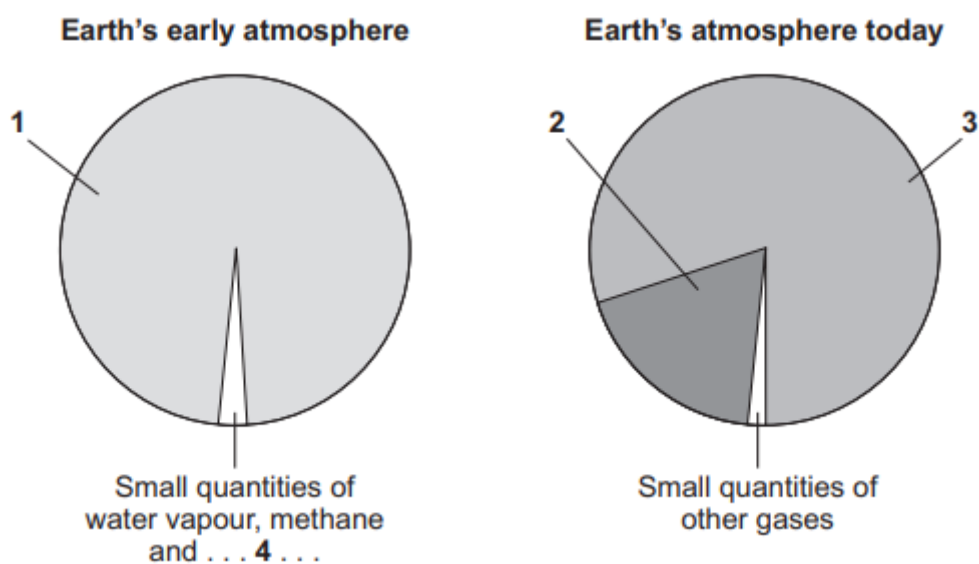 Earth's early atmosphere
1
Small quantities of
water vapour, methane
and . . . 4 . . .
Earth's atmosphere today
2
3
Small quantities of
other gases